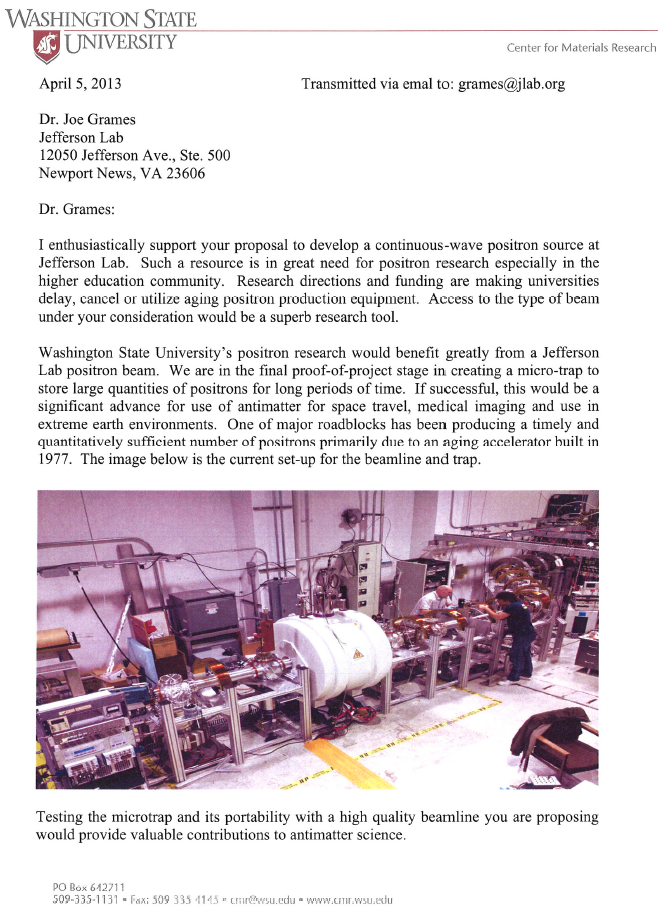 WASHINGTON STATE
UNIVERSITY
Center for Materials Research
April 5, 2013 Transmitted via emal to: grames@jlab.org
Dr. Joe Grames
Jefferson Lab
12050 Jefferson Ave., Ste. 500
Newport News, VA 23606
Dr. Grames:
I enthusiastically support your proposal to develop a continuous-wave positron source at
Jefferson Lab. Such a resource is in great need for positron research especially in the
higher education community. Research directions and funding are making universities
delay, cancel or utilize aging positron production equipment. Access to the type of beam
under your consideration would be a superb research tool.
Washington State University's positron research would benefit greatly from a Jefferson
Lab positron beam. We are in the final proof-of-project stage in creating a micro-trap to
store large quantities of positrons for long periods of time. If successful, this would be a
significant advance for use of antimatter for space travel, medical imaging and use in
extreme earth environments. One of major roadblocks has been producing a timely and
quantitatively sufficient number of positrons primarily due to an aging accelerator built in
1977. The image below is the current set-up for the beamline and trap.
Testing the microtrap and its portability with a high quality beamline you are proposing
would provide valuable contributions to antimatter science.
PO Box 642711
509-335-1131 • Fax: 509 335 4145 • cmr@wsu.edu • www.cmr.wsu.edu